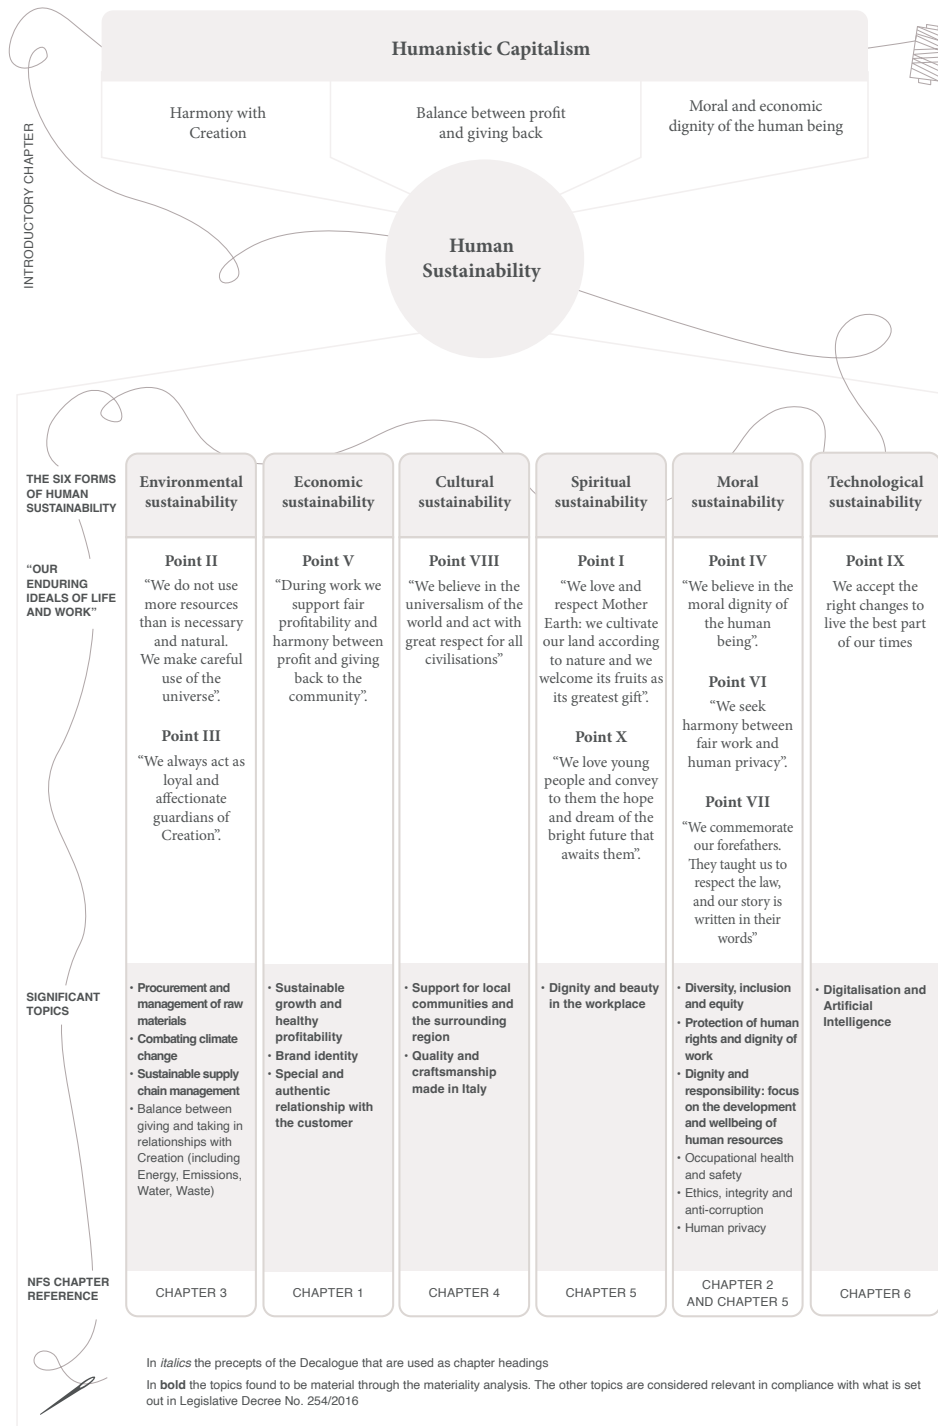 Humanistic Capitalism
Harmony with
Creation
Balance between profit
and giving back
Moral and economic
dignity of the human being
INTRODUCTORY CHAPTER
Human
Sustainability
THE SIX FORMS
OF HUMAN
SUSTAINABILITY
Environmental
sustainability
Economic
sustainability
Cultural
sustainability
Spiritual
sustainability
Moral
sustainability
Technological
sustainability
“OUR
ENDURING
IDEALS OF LIFE
AND WORK”
Point II
“We do not use
more resources
than is necessary
and natural.
We make careful
use of the
universe”.
Point III
“We always act as
loyal and
affectionate
guardians of
Creation”.
Point V
“During work we
support fair
profitability and
harmony between
profit and giving
back to the
community”.
Point VIII
“We believe in the
universalism of the
world and act with
great respect for all
civilisations”
Point I
“We love and
respect Mother
Earth: we cultivate
our land according
to nature and we
welcome its fruits as
its greatest gift”.
Point X
“We love young
people and convey
to them the hope
and dream of the
bright future that
awaits them”.
Point IV
“We believe in the
moral dignity of
the human
being”.
Point VI
“We seek
harmony between
fair work and
human privacy”.
Point VII
“We commemorate
our forefathers.
They taught us to
respect the law,
and our story is
written in their
words”
Point IX
We accept the
right changes to
live the best part
of our times
SIGNIFICANT
TOPICS
• Procurement and
management of raw
materials
• Combating climate
change
• Sustainable supply
chain management
• Balance between
giving and taking in
relationships with
Creation (including
Energy, Emissions,
Water, Waste)
• Sustainable
growth and
healthy
profitability
• Brand identity
• Special and
authentic
relationship with
the customer
• Support for local
communities and
the surrounding
region
• Quality and
craftsmanship
made in Italy
• Dignity and beauty
in the workplace
• Diversity, inclusion
and equity
• Protection of human
rights and dignity of
work
• Dignity and
responsibility: focus
on the development
and wellbeing of
human resources
• Occupational health
and safety
• Ethics, integrity and
anti-corruption
• Human privacy
• Digitalisation and
Artificial
Intelligence
NFS CHAPTER
REFERENCE
CHAPTER 3
CHAPTER 1
CHAPTER 4
CHAPTER 5
CHAPTER 2
AND CHAPTER 5
CHAPTER 6
In italics the precepts of the Decalogue that are used as chapter headings
In bold the topics found to be material through the materiality analysis. The other topics are considered relevant in compliance with what is set
out in Legislative Decree No. 254/2016